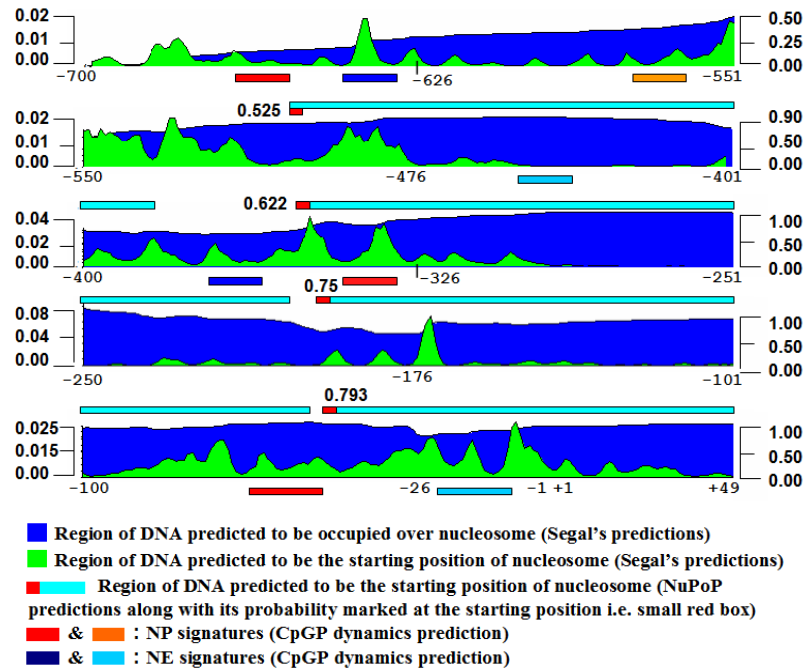 0.02 0.50
0.01 0.25
0.00 0.00
-700 -626 -551
0.525
0.02 0.90
0.01 0.50
0.00 0.00
-550 -476 -401
0.622
0.04 1.00
0.02 0.50
0.00 0.00
-400 -326 -251
0.75
0.08 1.00
0.04 0.50
0.00 0.00
-250 -176 -101
0.793
0.025 1.00
0.015 0.50
0.00 0.00
-100 -26 -1 +1 +49
Region of DNA predicted to be occupied over nucleosome (Segal's predictions)
Region of DNA predicted to be the starting position of nucleosome (Segal's predictions)
Region of DNA predicted to be the starting position of nucleosome (NuPoP
predictions along with its probability marked at the starting position i.e. small red box)
& : NP signatures (CpGP dynamics prediction)
& : NE signatures (CpGP dynamics prediction)